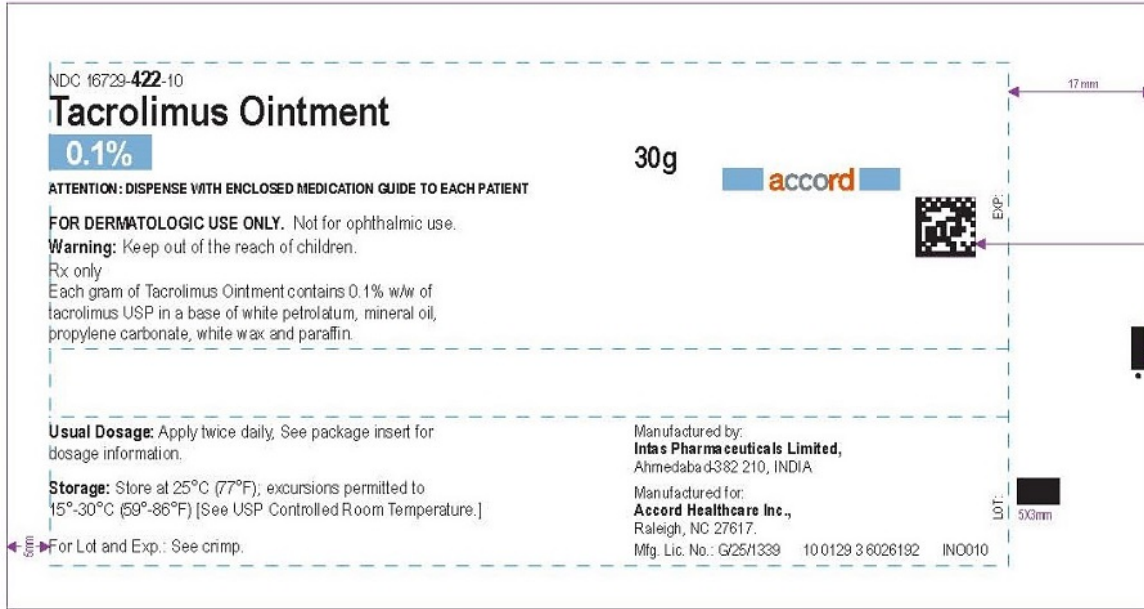 NDC 16729-422-10
Tacrolimus Ointment
0.1%
30g
accord
ATTENTION: DISPENSE WITH ENCLOSED MEDICATION GUIDE TO EACH PATIENT
FOR DERMATOLOGIC USE ONLY. Not for ophthalmic use.
Warning: Keep out of the reach of children.
Rx only
Each gram of Tacrolimus Ointment contains 0.1% w/w of
tacrolimus USP in a base of white petrolatum, mineral oil,
propylene carbonate, white wax and paraffin.
EXP:
17 mm
Usual Dosage: Apply twice daily, See package insert for
dosage information.
Storage: Store at 25°C (77°F); excursions permitted to
15°-30°C (59°-86°F) [See USP Controlled Room Temperature.]
For Lot and Exp.: See crimp.
Manufactured by:
Intas Pharmaceuticals Limited,
Ahmedabad-382 210, INDIA
Manufactured for:
Accord Healthcare Inc.,
Raleigh, NC 27617.
Mfg. Lic. No.: G/25/1339 10 0129 3 6026192 INO010
LOT:
5X3mm
6mm